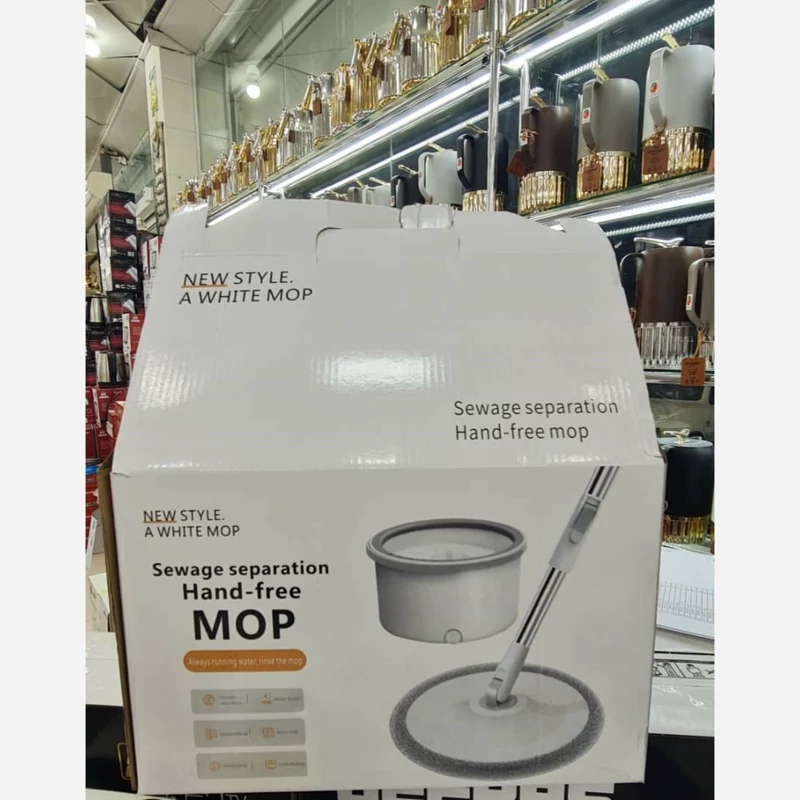 NEW STYLE.
A WHITE MOP
Sewage separation
Hand-free mop
NEW STYLE.
A WHITE MOP
Sewage separation
Hand-free
MOP
Always running water, rinse the mop